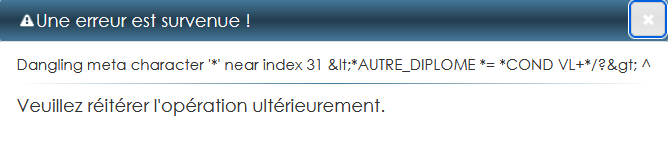 Une erreur est survenue !
Dangling meta character '*' near index 31 &lt;*AUTRE_DIPLOME *= *COND VL+*/?&gt; ^
Veuillez réitérer l'opération ultérieurement.